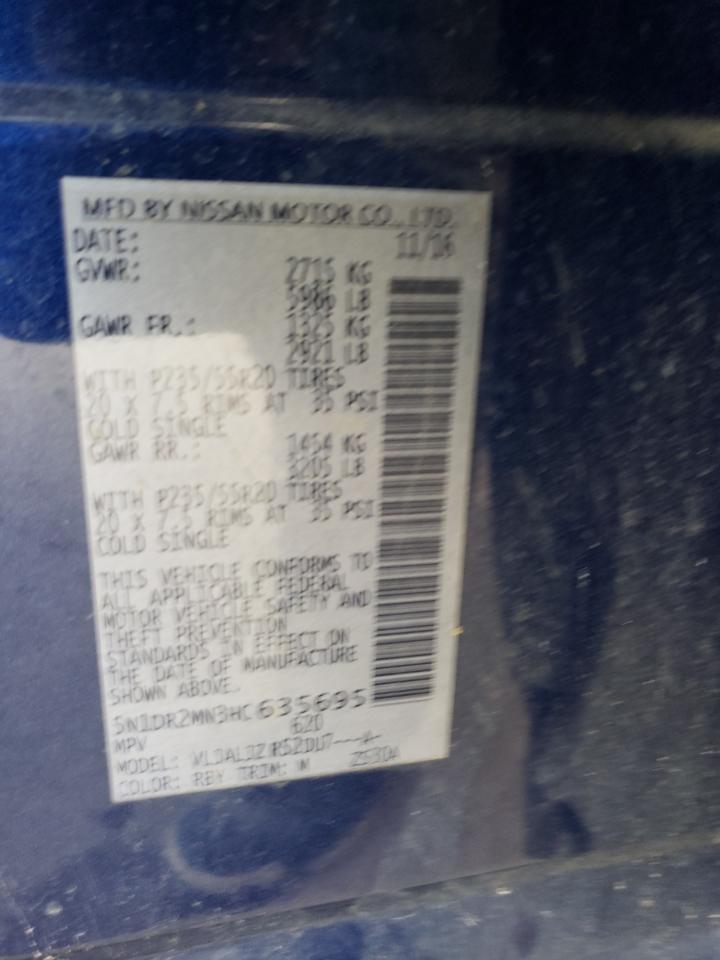 MFD BY NISSAN MOTOR CO., LTD.
DATE: 11/16
GVWR: 2715 KG
5986 LB
GAWR FR.: 1325 KG
2921 LB
WITH P235/55R20 TIRES
20 X 7.5 RIMS AT 35 PSI
COLD SINGLE
GAWR RR.: 1454 KG
3205 LB
WITH P235/55R20 TIRES
20 X 7.5 RIMS AT 35 PSI
COLD SINGLE
THIS VEHICLE CONFORMS TO
ALL APPLICABLE FEDERAL
MOTOR VEHICLE SAFETY AND
THEFT PREVENTION
STANDARDS IN EFFECT ON
THE DATE OF MANUFACTURE
SHOWN ABOVE.
5N1DR2MN3HC635695
620
MPV
MODEL:
COLOR: RBY TRIM: W